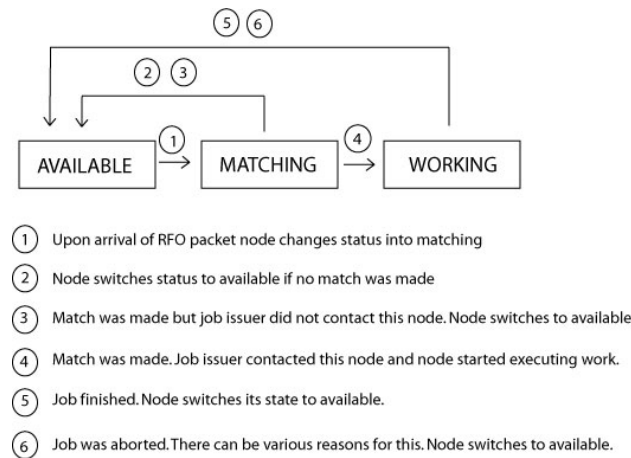 5 6
2 3
1 4
AVAILABLE MATCHING WORKING
1 Upon arrival of RFO packet node changes status into matching
2 Node switches status to available if no match was made
3 Match was made but job issuer did not contact this node. Node switches to available
4 Match was made. Job issuer contacted this node and node started executing work.
5 Job finished. Node switches its state to available.
6 Job was aborted. There can be various reasons for this. Node switches to available.